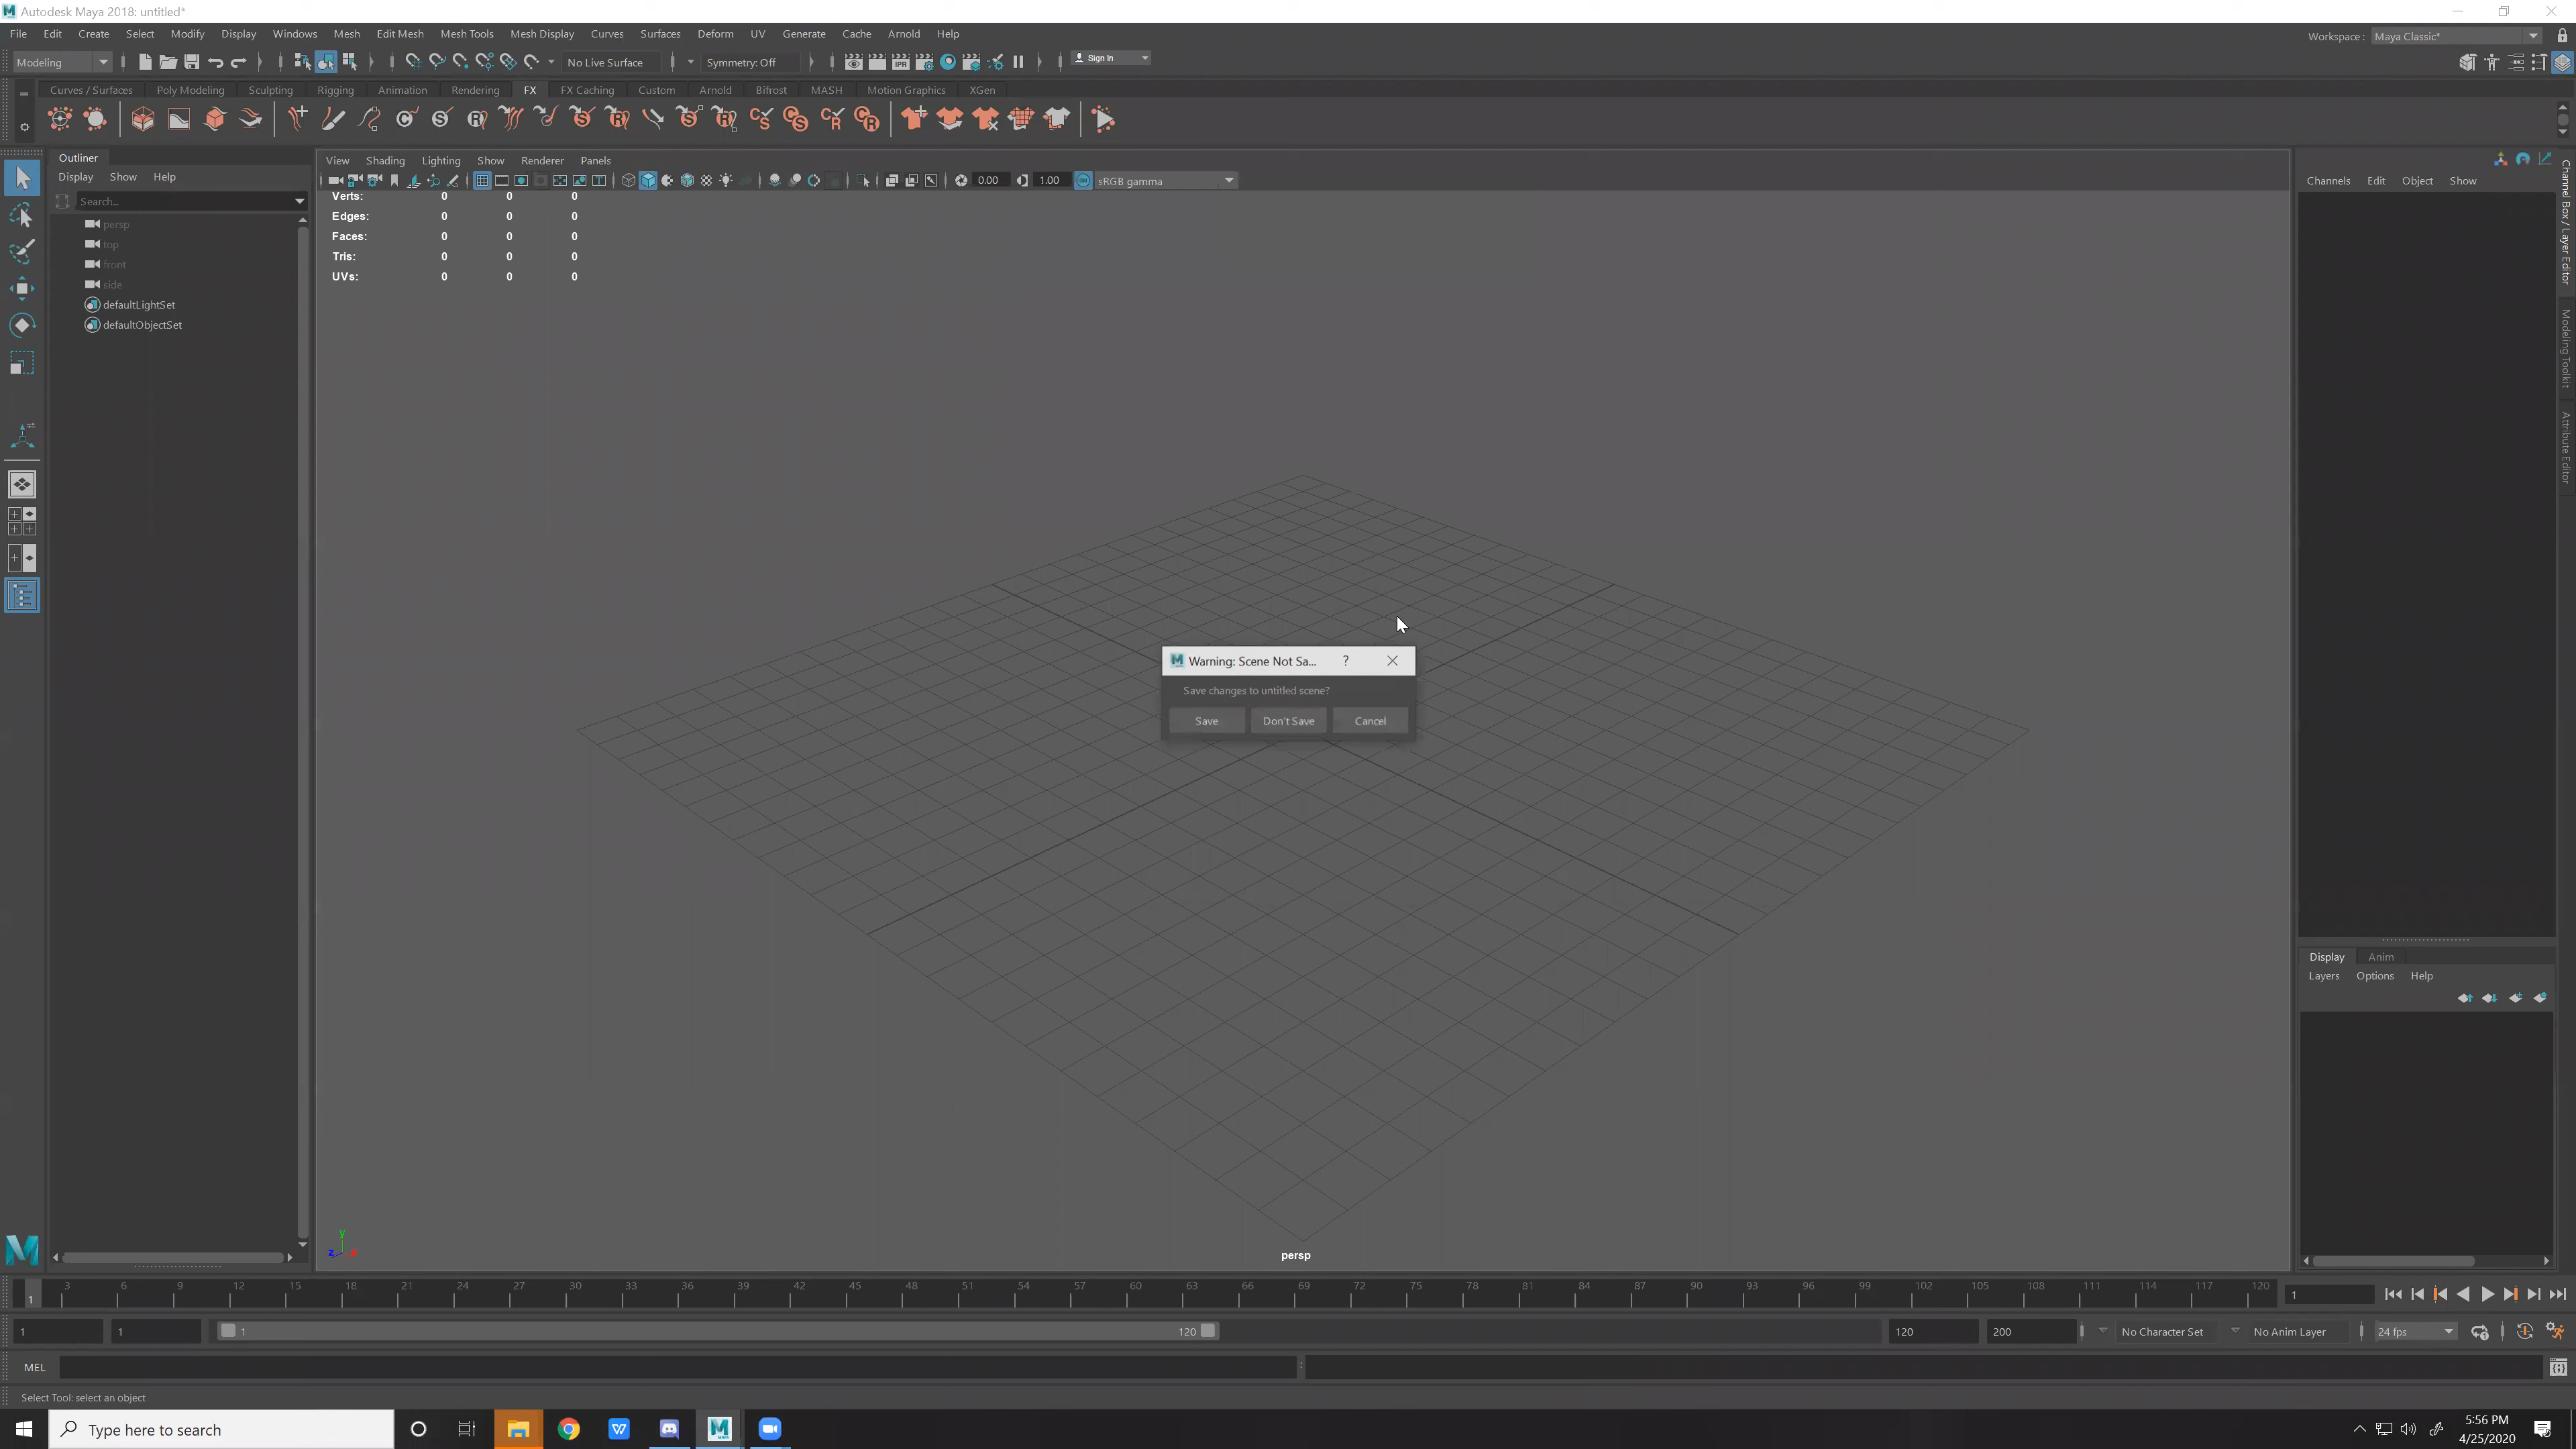 Autodesk Maya 2018: untitled*
File Edit Create Select Modify Display Windows Mesh Edit Mesh Mesh Tools Mesh Display Curves Surfaces Deform UV Generate Cache Arnold Help
Workspace : Maya Classic*
Modeling No Live Surface Symmetry: Off Sign In
Curves / Surfaces Poly Modeling Sculpting Rigging Animation Rendering FX FX Caching Custom Arnold Bifrost MASH Motion Graphics XGen
Outliner
Display Show Help
Search...
persp
top
front
side
defaultLightSet
defaultObjectSet
View Shading Lighting Show Renderer Panels
0.00 1.00 sRGB gamma
Verts: 0 0 0
Edges: 0 0 0
Faces: 0 0 0
Tris: 0 0 0
UVs: 0 0 0
Warning: Scene Not Sa... ?
Save changes to untitled scene?
Save Don't Save Cancel
y
z x
persp
Channels Edit Object Show
Channel Box / Layer Editor
Modeling Toolkit
Attribute Editor
Display Anim
Layers Options Help
3 6 9 12 15 18 21 24 27 30 33 36 39 42 45 48 51 54 57 60 63 66 69 72 75 78 81 84 87 90 93 96 99 102 105 108 111 114 117 120
1 1
1 1 1 120 120 200 No Character Set No Anim Layer 24 fps
MEL
Select Tool: select an object
Type here to search
5:56 PM
4/25/2020